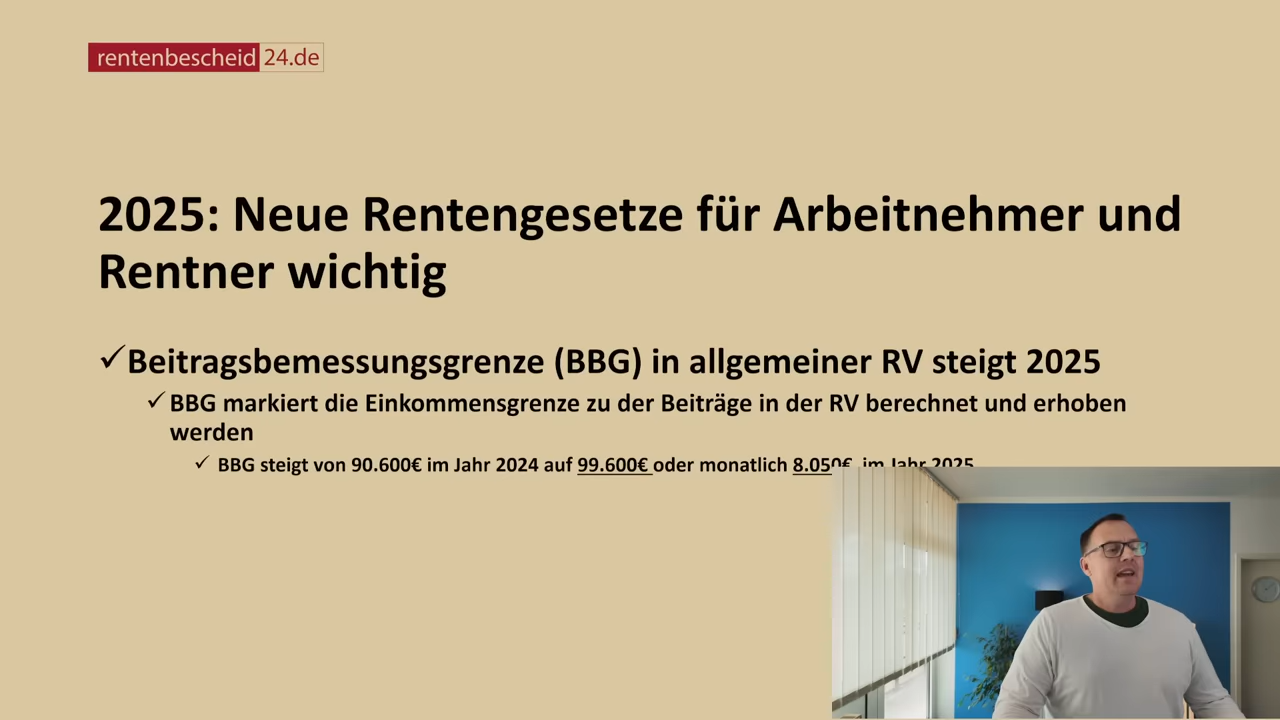 rentenbescheid 24.de
2025: Neue Rentengesetze für Arbeitnehmer und
Rentner wichtig
✓Beitragsbemessungsgrenze (BBG) in allgemeiner RV steigt 2025
✓BBG markiert die Einkommensgrenze zu der Beiträge in der RV berechnet und erhoben
werden
✓ BBG steigt von 90.600€ im Jahr 2024 auf 99.600€ oder monatlich 8.050€ im Jahr 2025